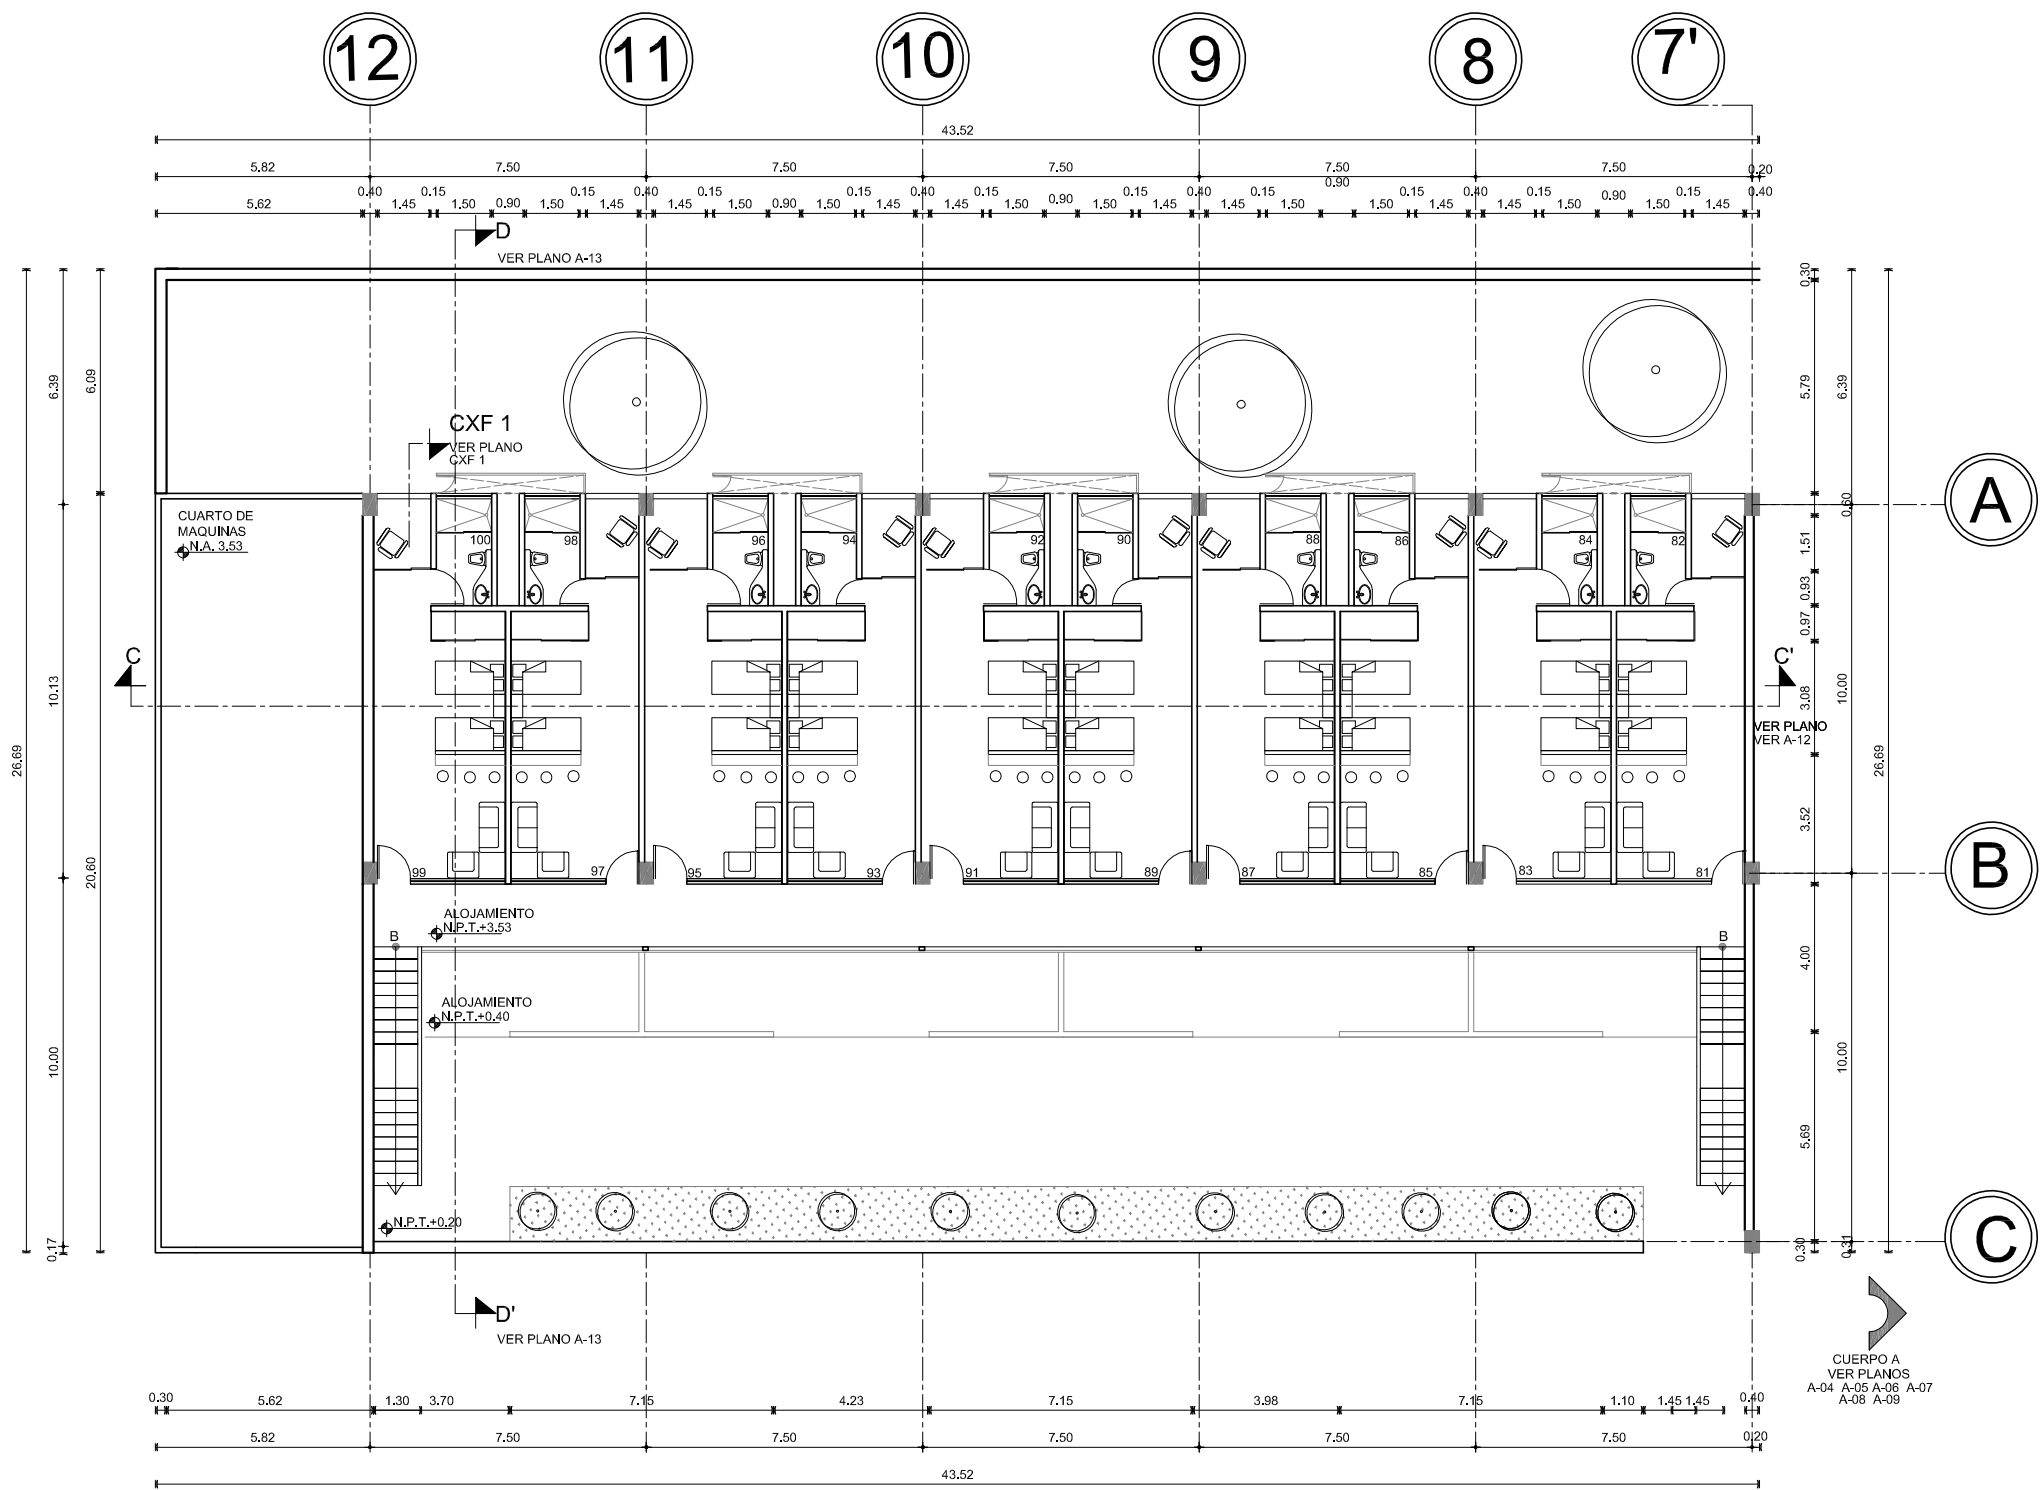 12 11 10 9 8 7'
43.52
5.82 7.50 7.50 7.50 7.50 7.50 0.20
0.90
0.40 0.15 0.15 0.40 0.15 0.15 0.40 0.15 0.15 0.40 0.15 0.15 0.40 0.15 0.15 0.40
5.62 1.45 1.50 0.90 1.50 1.45 1.45 1.50 0.90 1.50 1.45 1.45 1.50 0.90 1.50 1.45 1.45 1.50 1.50 1.45 1.45 1.50 0.90 1.50 1.45
D
VER PLANO A-13
CXF 1
VER PLANO
CXF 1
CUARTO DE
MAQUINAS
N.A. 3.53
100 98 96 94 92 90 88 86 84 82
C
C'
VER PLANO
VER A-12
99 97 95 93 91 89 87 85 83 81
ALOJAMIENTO
N.P.T.+3.53
B
B
ALOJAMIENTO
N.P.T.+0.40
N.P.T.+0.20
D'
VER PLANO A-13
26.69
6.39
10.13
10.00
0.17
6.09
20.60
0.30
5.79
1.51
0.93
0.97
3.08
3.52
4.00
5.69
0.30
6.39
0.60
10.00
10.00
0.31
26.69
A
B
C
CUERPO A
VER PLANOS
A-04 A-05 A-06 A-07
A-08 A-09
0.30 5.62 1.30 3.70 7.15 4.23 7.15 3.98 7.15 1.10 1.45 1.45 0.40
5.82 7.50 7.50 7.50 7.50 7.50 0.20
43.52